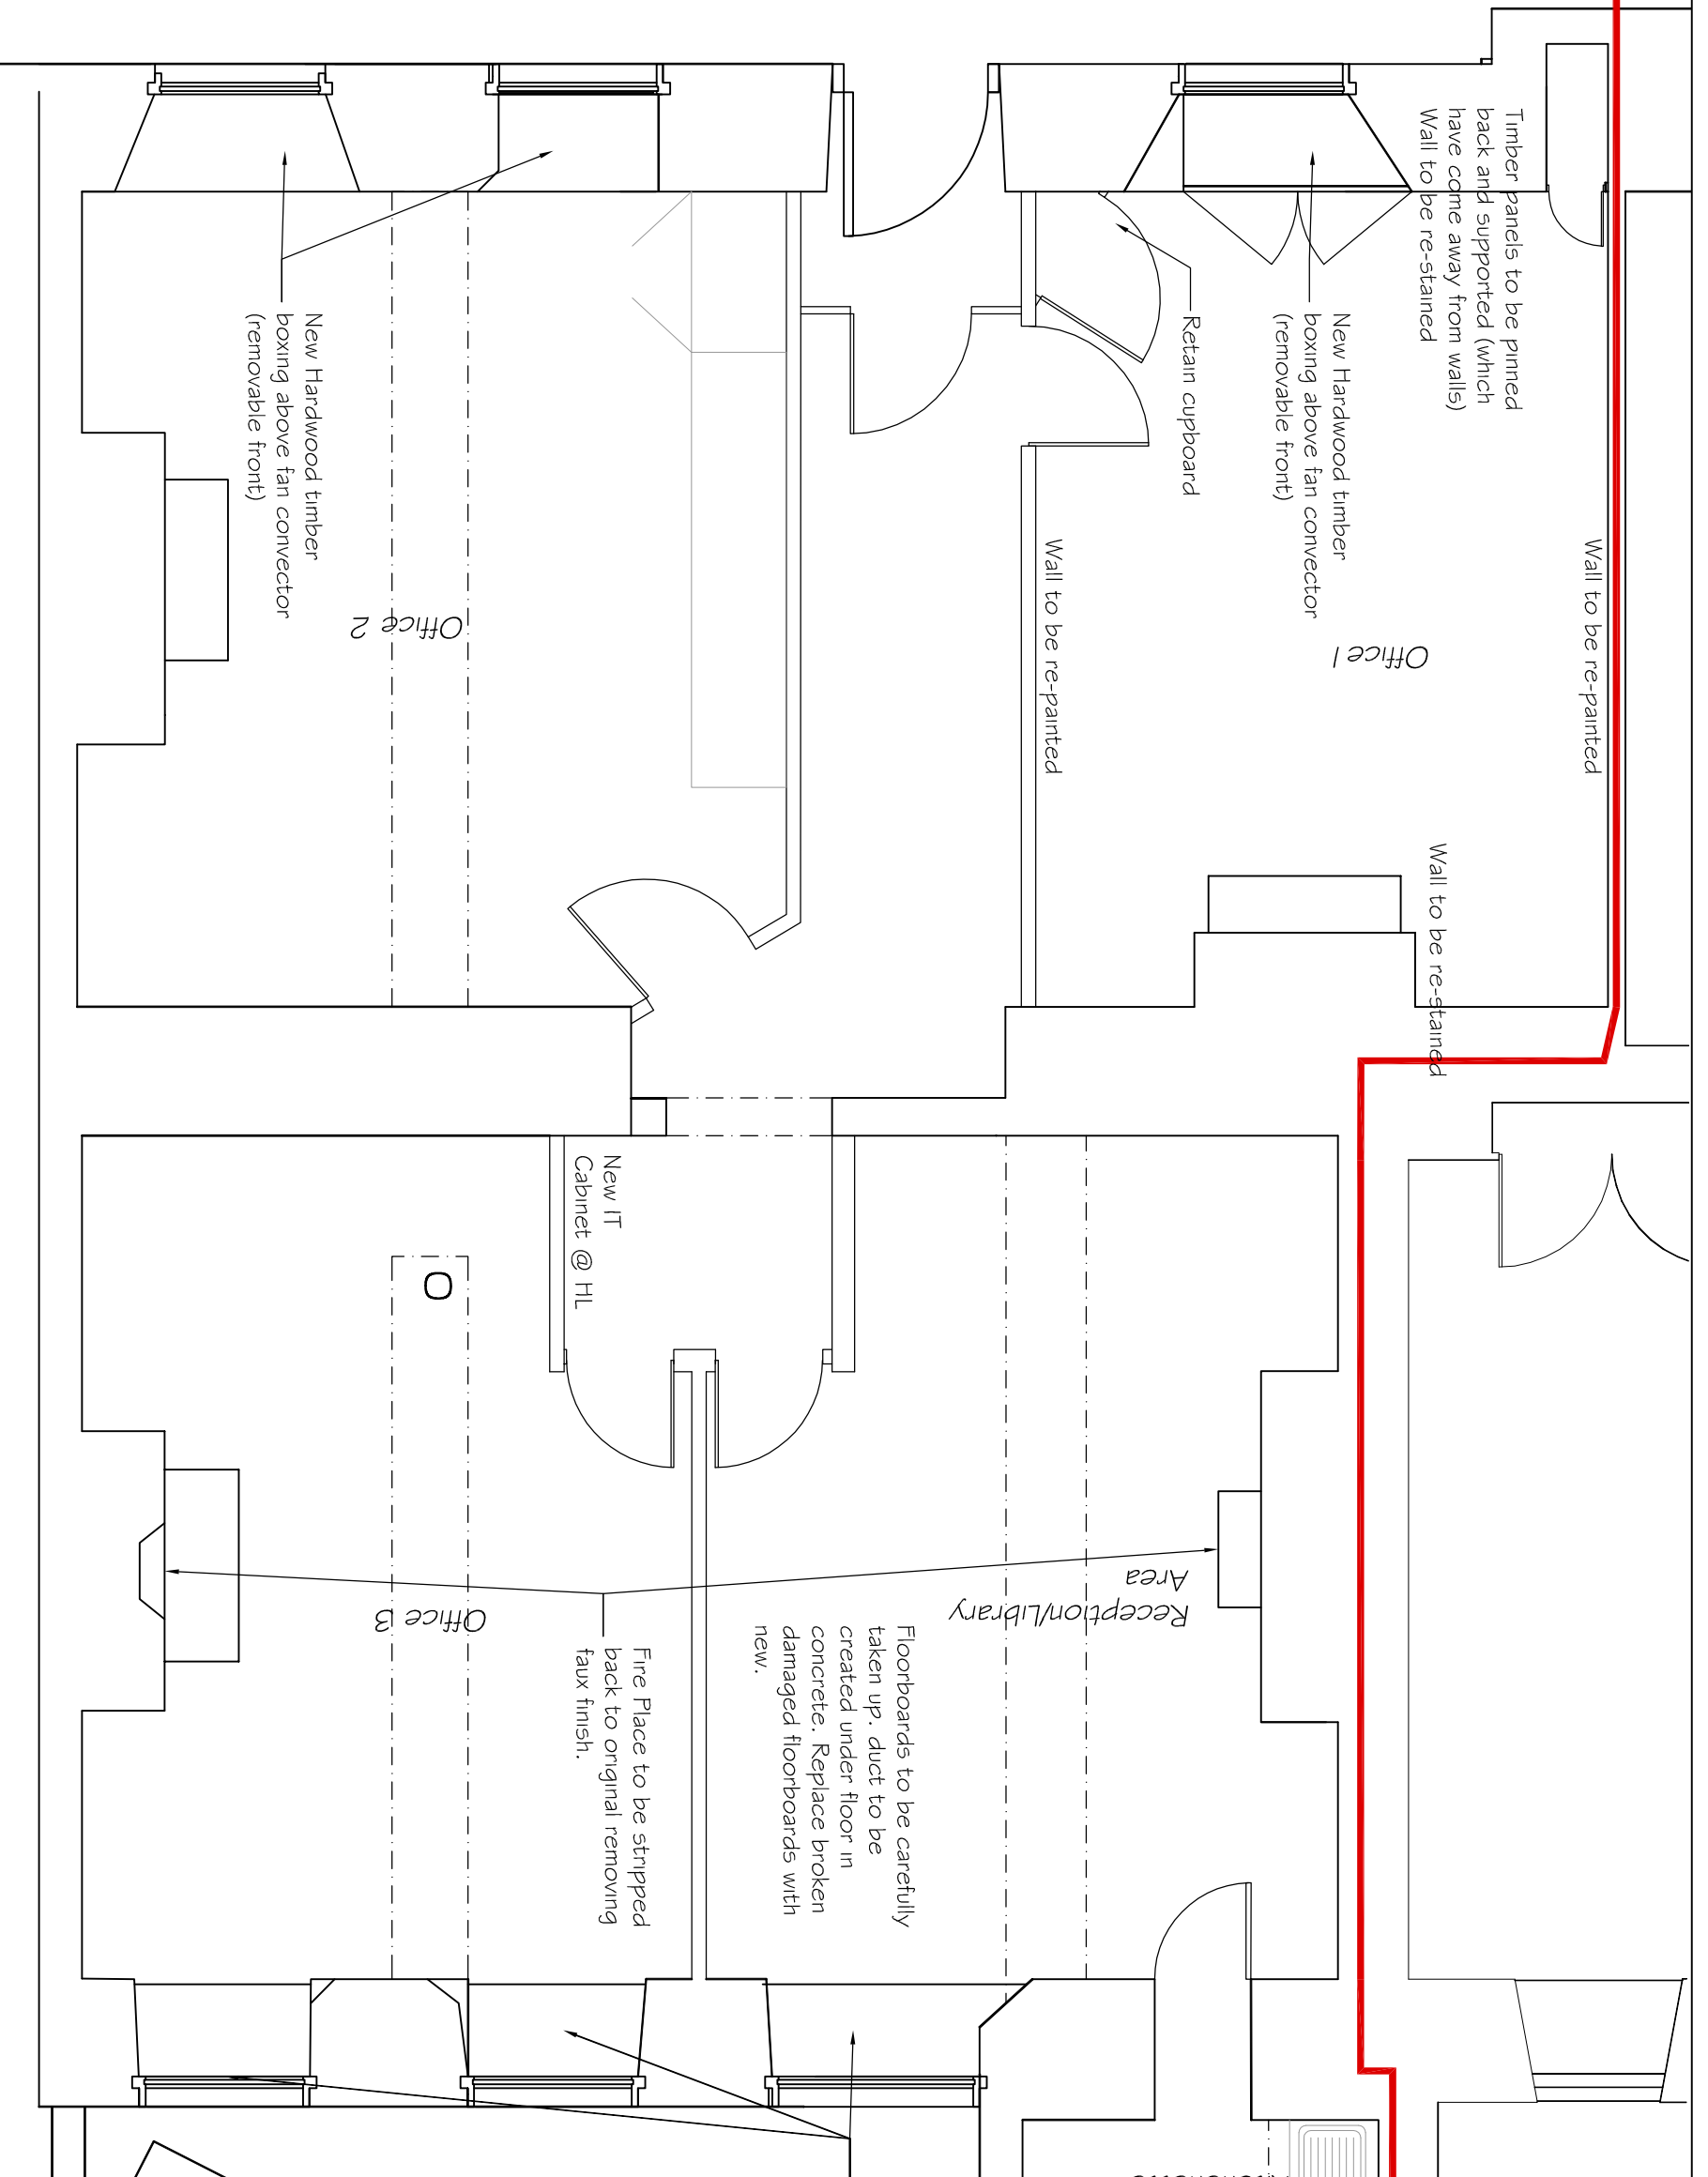 Timber panels to be pinned
back and supported (which
have come away from walls)
Wall to be re-stained
New Hardwood timber
boxing above fan convector
(removable front)
Retain cupboard
Wall to be re-painted
Office 1
Wall to be re-painted
Wall to be re-stained
New Hardwood timber
boxing above fan convector
(removable front)
Office 2
New IT
Cabinet @ HL
Reception/Library
Area
Office 3
Floorboards to be carefully
taken up. duct to be
created under floor in
concrete. Replace broken
damaged floorboards with
new.
Fire Place to be stripped
back to original removing
faux finish.